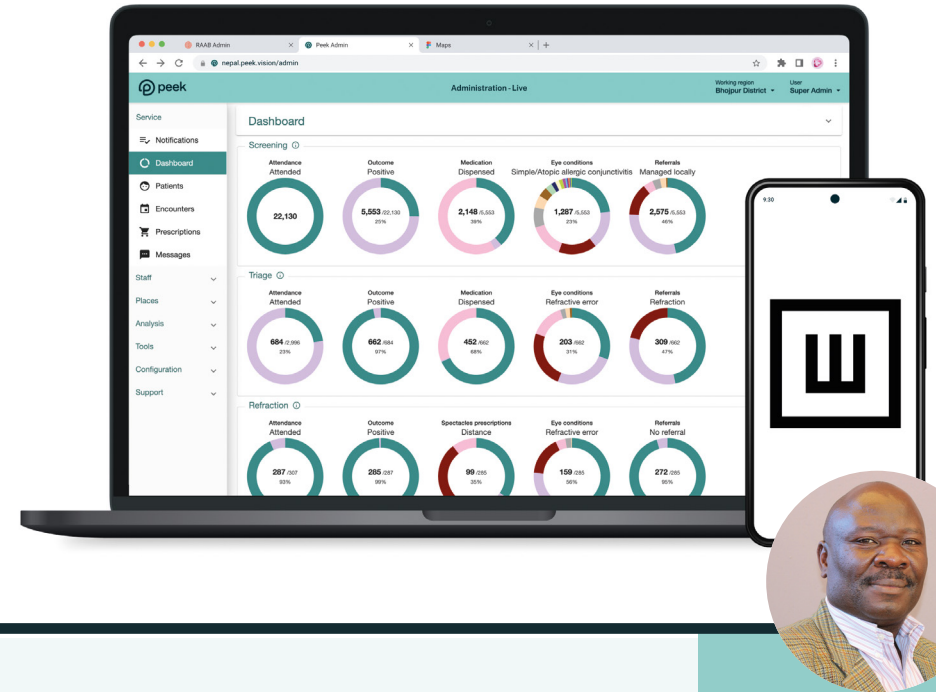 RAAB Admin
Peek Admin
Maps
nepal.peek.vision/admin
peek
Administration - Live
Working region
Bhojpur District
User
Super Admin
Service
Notifications
Dashboard
Patients
Encounters
Prescriptions
Messages
Staff
Places
Analysis
Tools
Configuration
Support
Dashboard
Screening
Attendance
Attended
22,130
Outcome
Positive
5,553 /22,130
25%
Medication
Dispensed
2,148 /5,553
39%
Eye conditions
Simple/Atopic allergic conjunctivitis
1,287 /5,553
23%
Referrals
Managed locally
2,575 /5,553
46%
Triage
Attendance
Attended
684 /2,996
23%
Outcome
Positive
662 /684
97%
Medication
Dispensed
452 /662
68%
Eye conditions
Refractive error
203 /662
31%
Referrals
Refraction
309 /662
47%
Refraction
Attendance
Attended
287 /307
93%
Outcome
Positive
285 /287
99%
Spectacles prescriptions
Distance
99 /285
35%
Eye conditions
Refractive error
159 /285
56%
Referrals
No referral
272 /285
95%
9:30